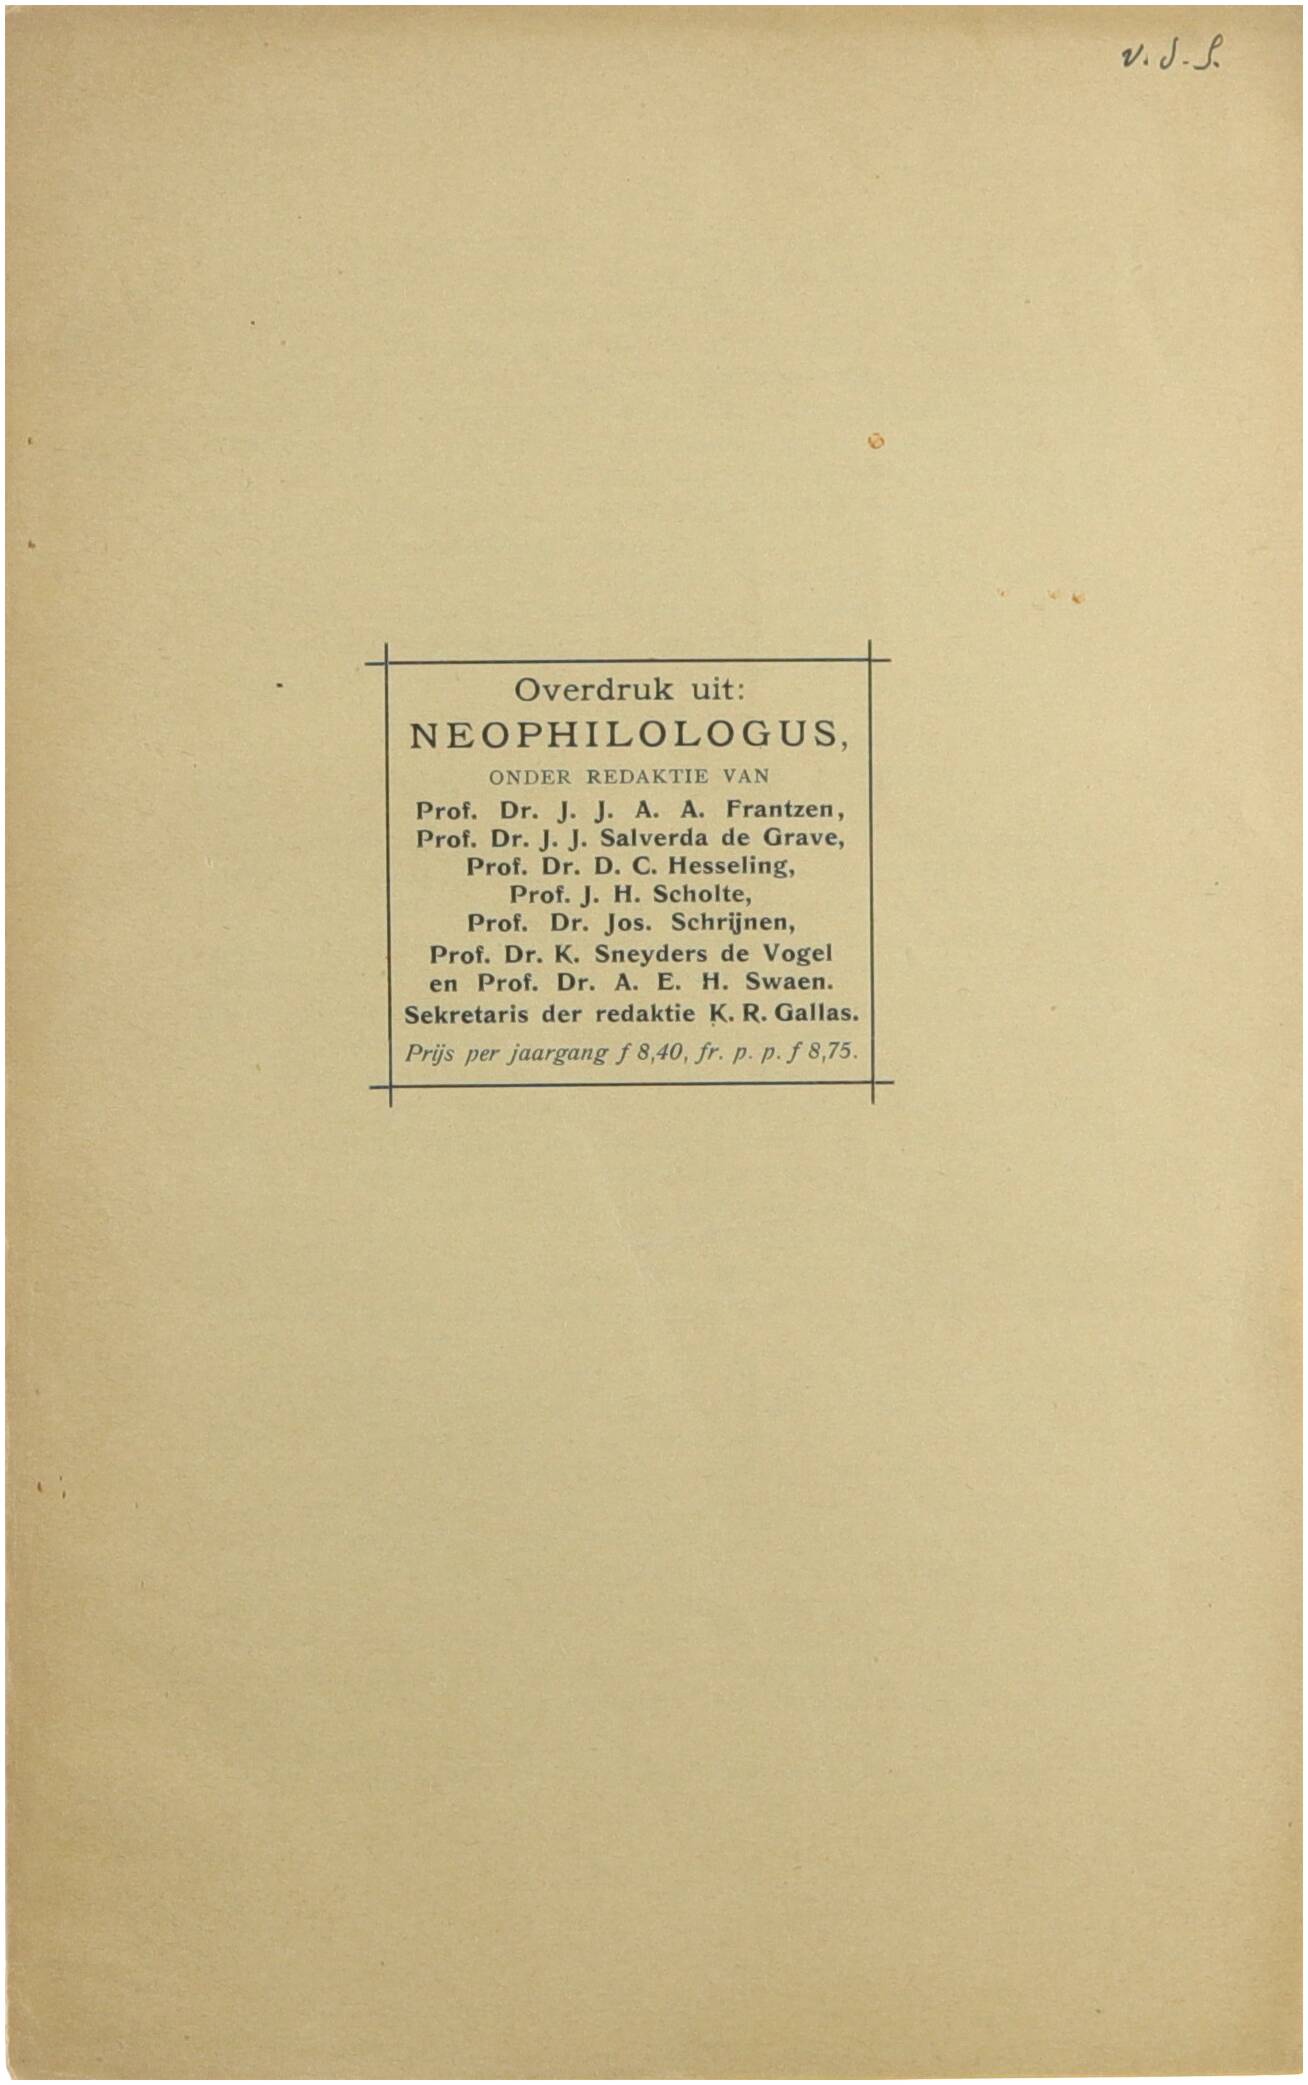 v. d. S.
Overdruk uit:
NEOPHILOLOGUS,
ONDER REDAKTIE VAN
Prof. Dr. J. J. A. A. Frantzen,
Prof. Dr. J. J. Salverda de Grave,
Prof. Dr. D. C. Hesseling,
Prof. J. H. Scholte,
Prof. Dr. Jos. Schrijnen,
Prof. Dr. K. Sneyders de Vogel
en Prof. Dr. A. E. H. Swaen.
Sekretaris der redaktie K. R. Gallas.
Prijs per jaargang f 8,40, fr. p. p. f 8,75.